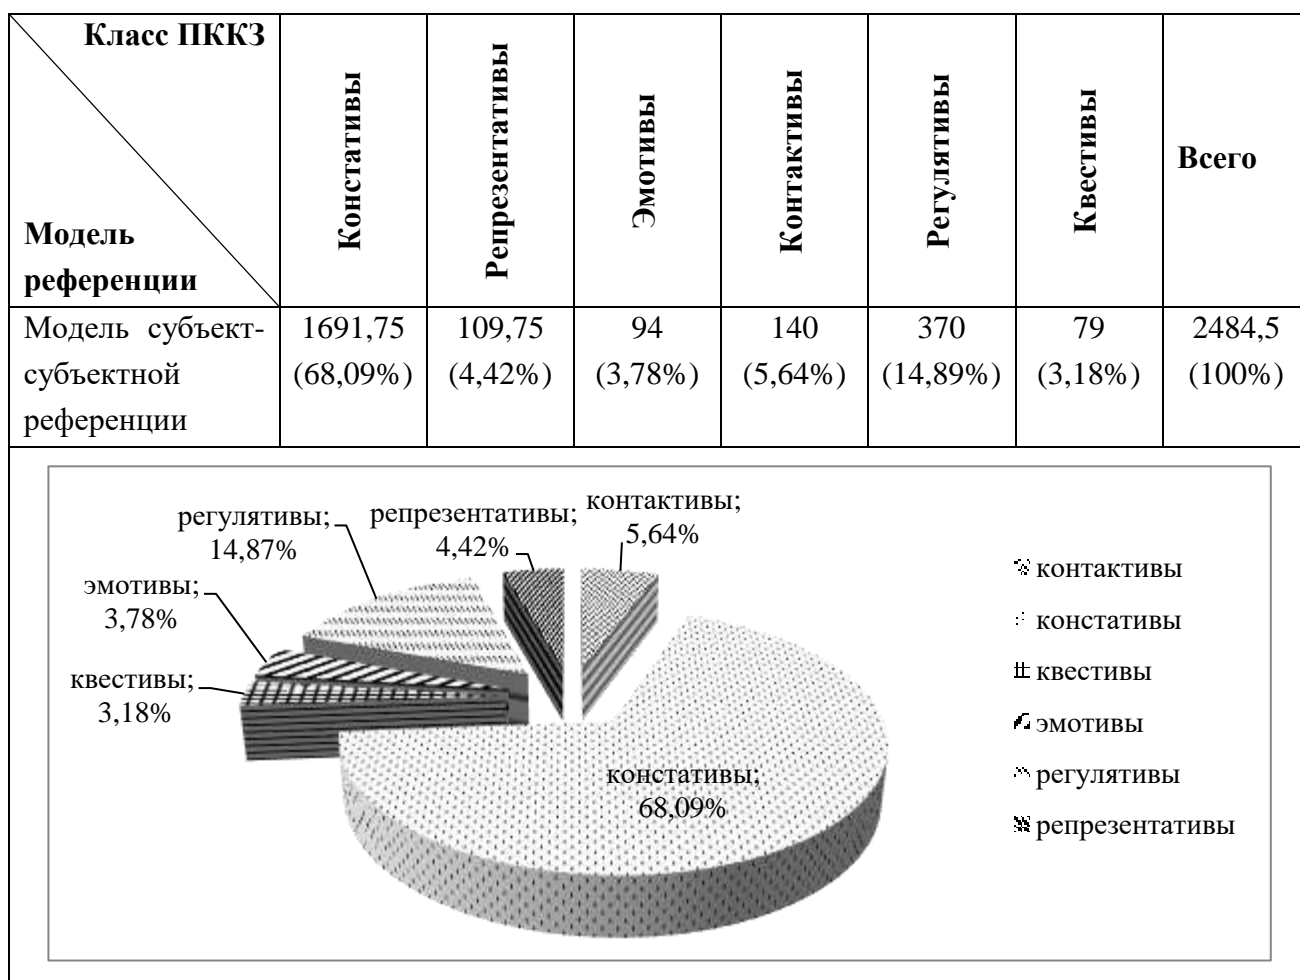 Класс ПККЗ
Модель
референции
Констативы
Репрезентативы
Эмотивы
Контактивы
Регулятивы
Квестивы
Всего
Модель субъект-
субъектной
референции
1691,75
(68,09%)
109,75
(4,42%)
94
(3,78%)
140
(5,64%)
370
(14,89%)
79
(3,18%)
2484,5
(100%)
регулятивы;
14,87%
репрезентативы;
4,42%
контактивы;
5,64%
эмотивы;
3,78%
квестивы;
3,18%
констативы;
68,09%
контактивы
констативы
квестивы
эмотивы
регулятивы
репрезентативы